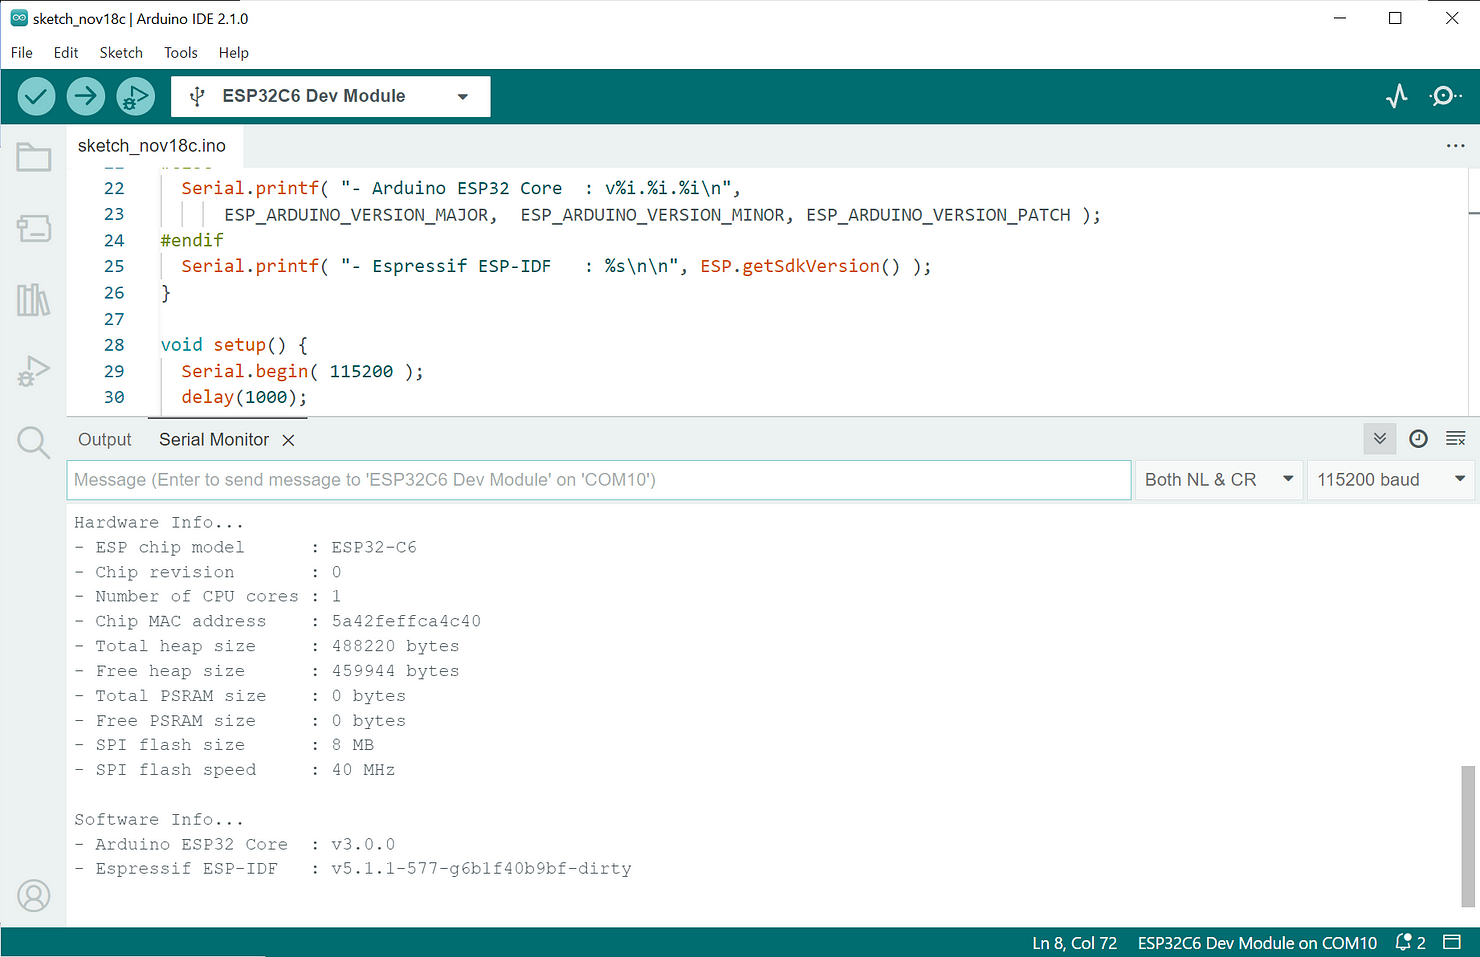 sketch_nov18c | Arduino IDE 2.1.0
File Edit Sketch Tools Help
ESP32C6 Dev Module
sketch_nov18c.ino
22 Serial.printf( "- Arduino ESP32 Core  : v%i.%i.%i\n",
23 ESP_ARDUINO_VERSION_MAJOR,  ESP_ARDUINO_VERSION_MINOR, ESP_ARDUINO_VERSION_PATCH );
24 #endif
25 Serial.printf( "- Espressif ESP-IDF   : %s\n\n", ESP.getSdkVersion() );
26 }
27
28 void setup() {
29 Serial.begin( 115200 );
30 delay(1000);
Output Serial Monitor
Message (Enter to send message to 'ESP32C6 Dev Module' on 'COM10') Both NL & CR 115200 baud
Hardware Info...
- ESP chip model      : ESP32-C6
- Chip revision       : 0
- Number of CPU cores : 1
- Chip MAC address    : 5a42feffca4c40
- Total heap size     : 488220 bytes
- Free heap size      : 459944 bytes
- Total PSRAM size    : 0 bytes
- Free PSRAM size     : 0 bytes
- SPI flash size      : 8 MB
- SPI flash speed     : 40 MHz
Software Info...
- Arduino ESP32 Core  : v3.0.0
- Espressif ESP-IDF   : v5.1.1-577-g6b1f40b9bf-dirty
Ln 8, Col 72 ESP32C6 Dev Module on COM10 2